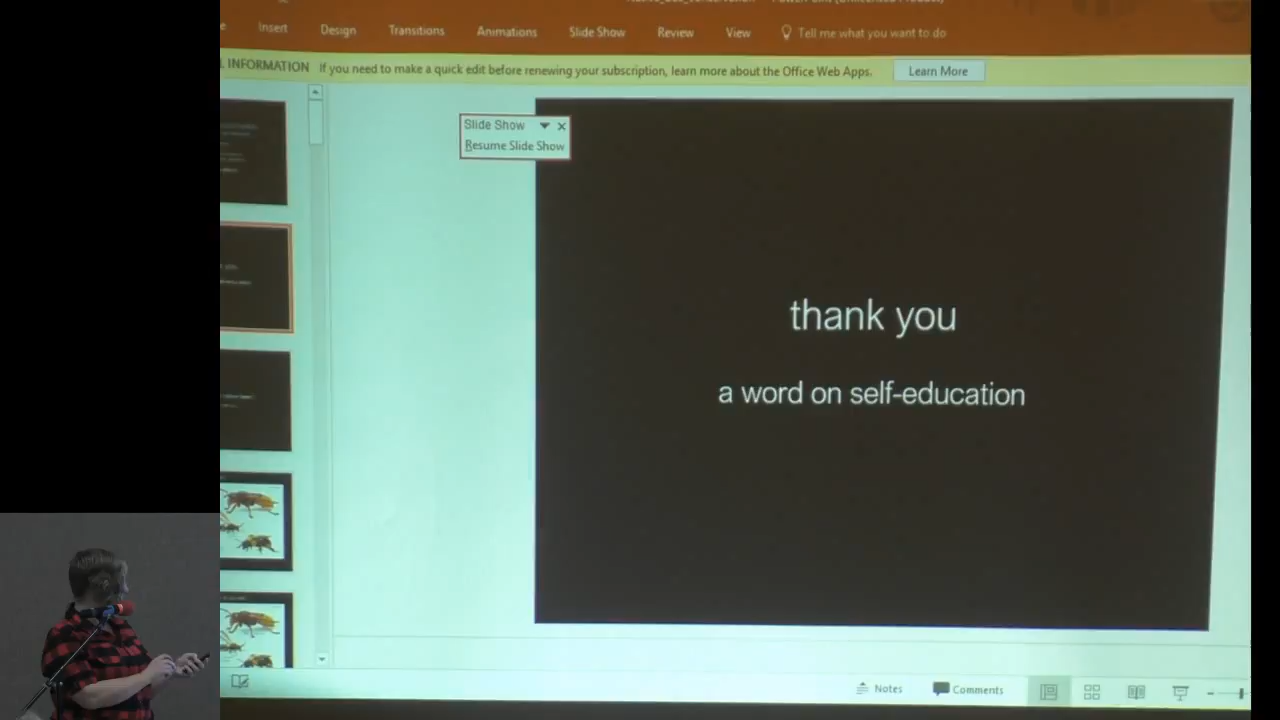 Insert Design Transitions Animations Slide Show Review View Tell me what you want to do
INFORMATION If you need to make a quick edit before renewing your subscription, learn more about the Office Web Apps. Learn More
Slide Show
Resume Slide Show
thank you
a word on self-education
Notes Comments